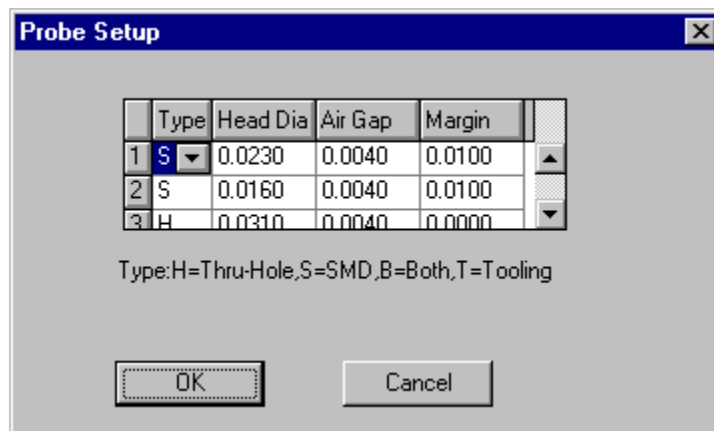 Probe Setup
Type Head Dia Air Gap Margin
1 S 0.0230 0.0040 0.0100
2 S 0.0160 0.0040 0.0100
3 H 0.0310 0.0040 0.0000
Type:H=Thru-Hole,S=SMD,B=Both,T=Tooling
OK Cancel